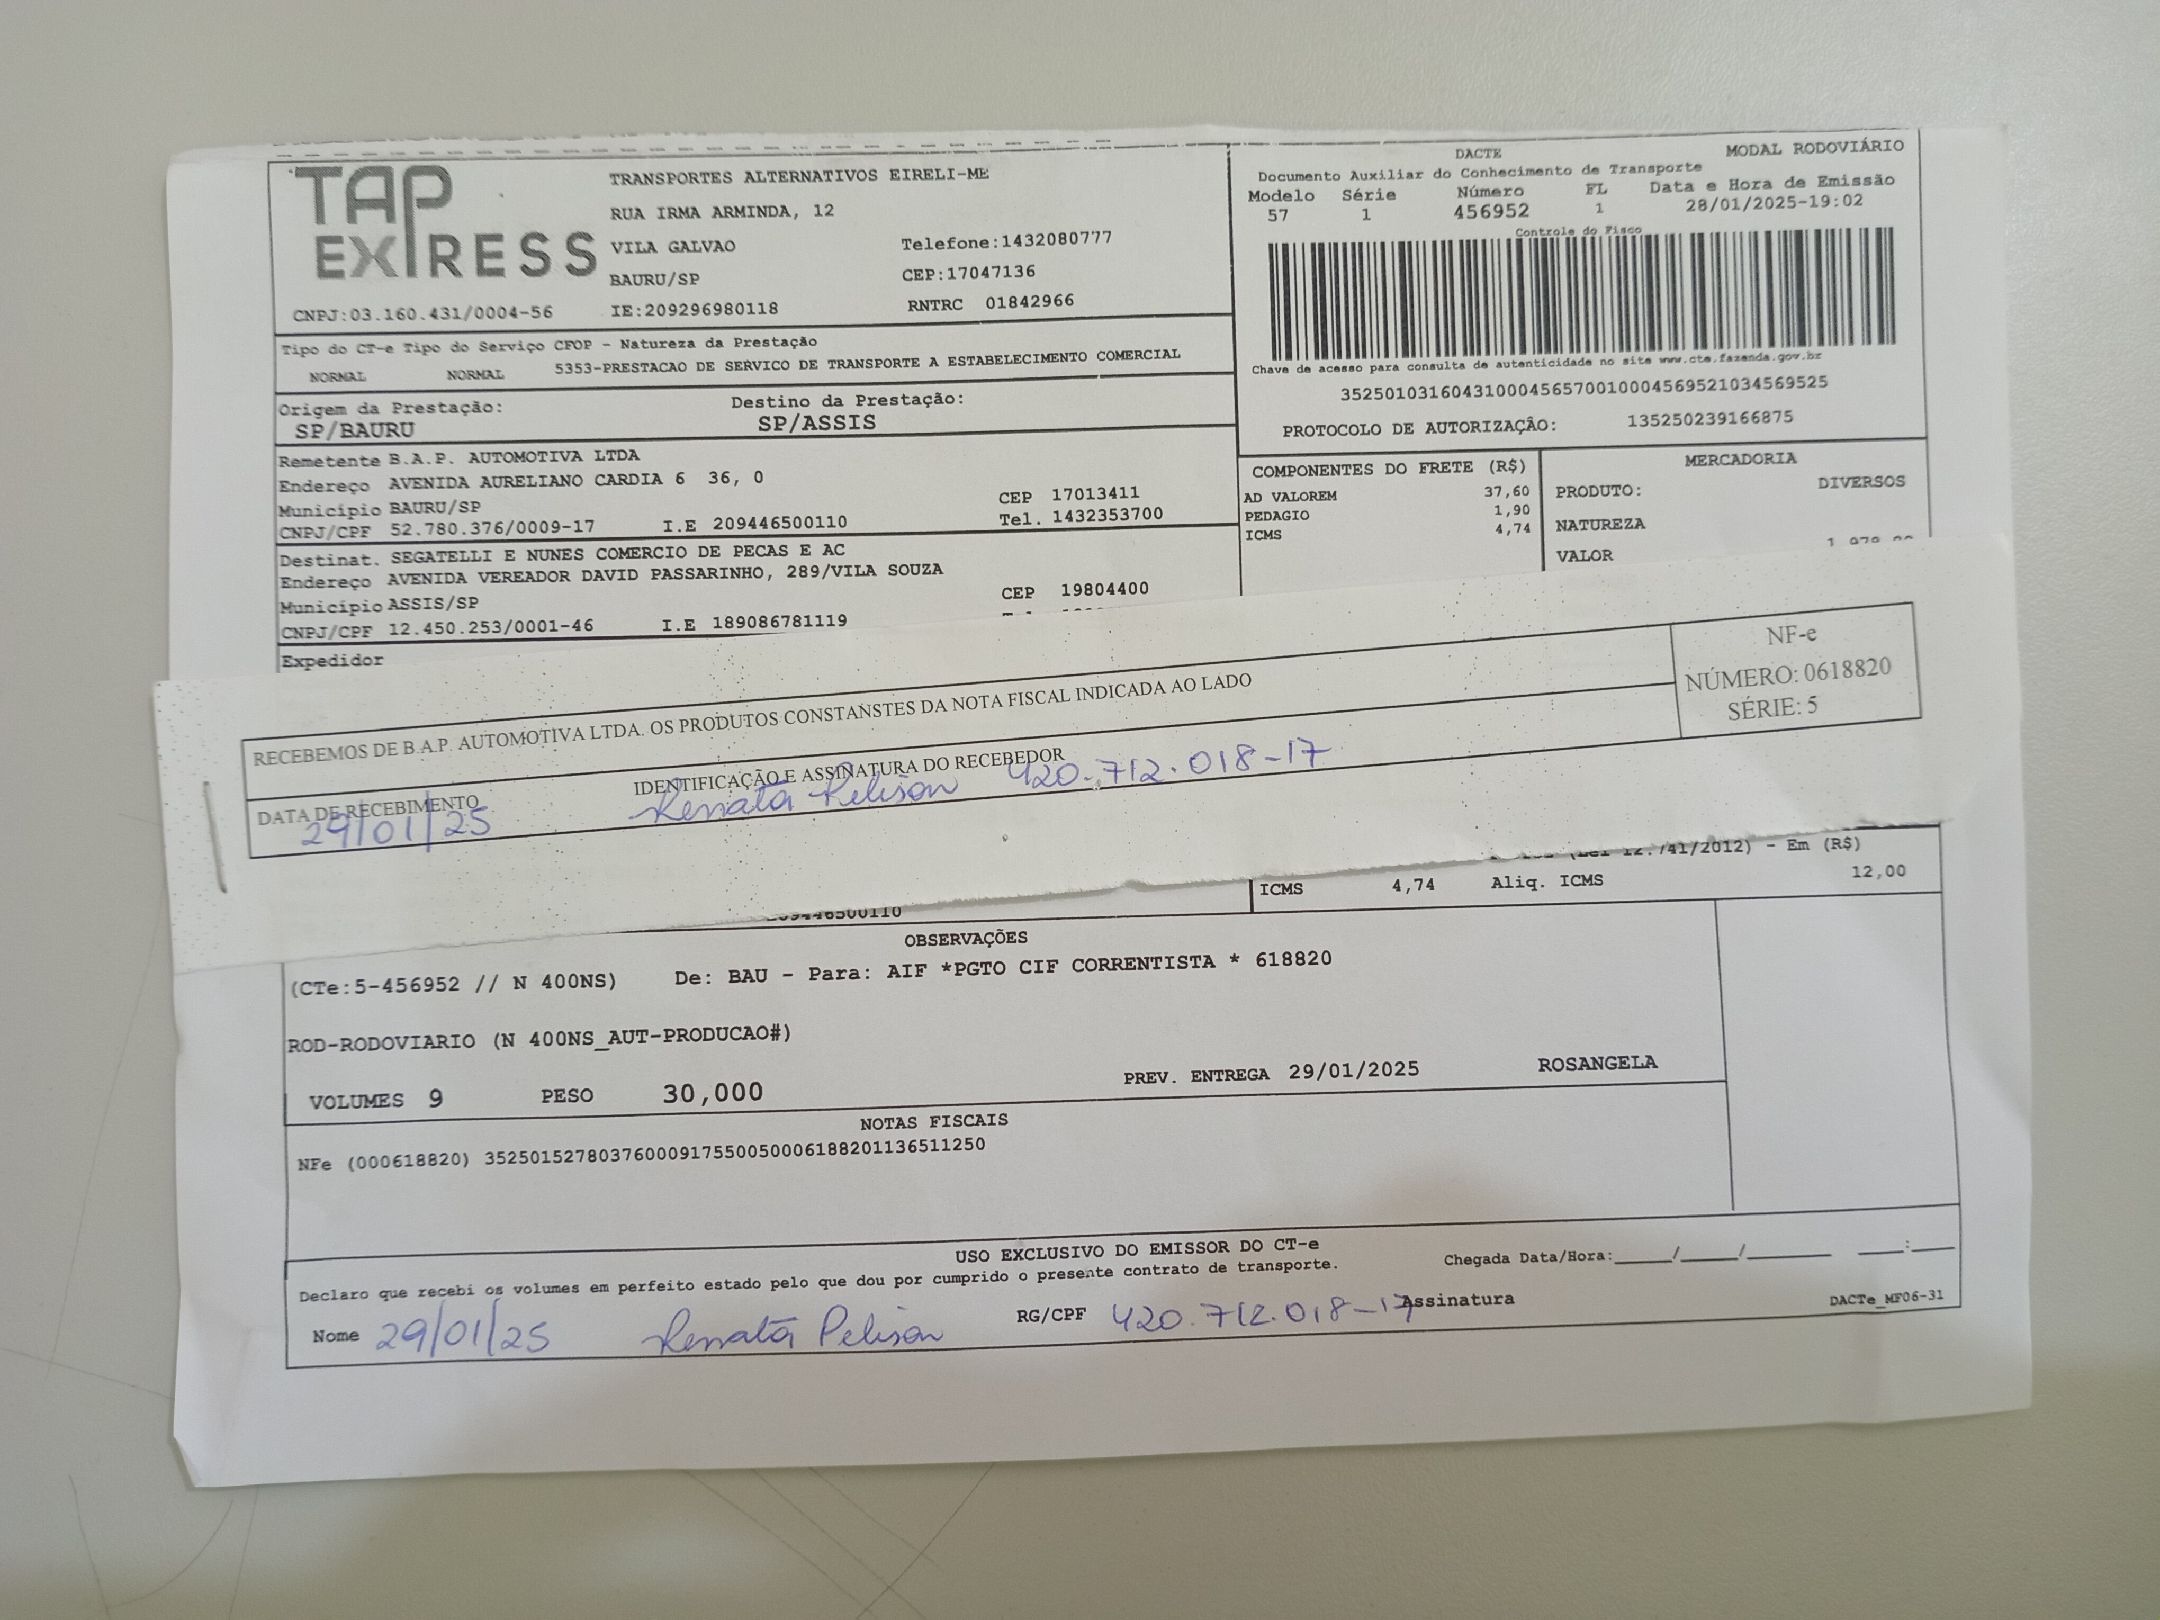 TAP EXPRESS
CNPJ:03.160.431/0004-56
TRANSPORTES ALTERNATIVOS EIRELI-ME
RUA IRMA ARMINDA, 12
VILA GALVAO Telefone:1432080777
BAURU/SP CEP:17047136
IE:209296980118 RNTRC 01842966
DACTE MODAL RODOVIÁRIO
Documento Auxiliar do Conhecimento de Transporte
Modelo Série Número FL Data e Hora de Emissão
57 1 456952 1 28/01/2025-19:02
Controle do Fisco
Chave de acesso para consulta de autenticidade no site www.cte.fazenda.gov.br
35250103160431000456570010004569521034569525
PROTOCOLO DE AUTORIZAÇÃO: 135250239166875
Tipo do CT-e Tipo do Serviço CFOP - Natureza da Prestação
NORMAL NORMAL 5353-PRESTACAO DE SERVICO DE TRANSPORTE A ESTABELECIMENTO COMERCIAL
Origem da Prestação: Destino da Prestação:
SP/BAURU SP/ASSIS
Remetente B.A.P. AUTOMOTIVA LTDA
Endereço AVENIDA AURELIANO CARDIA 6 36, 0
Município BAURU/SP CEP 17013411
CNPJ/CPF 52.780.376/0009-17 I.E 209446500110 Tel. 1432353700
Destinat. SEGATELLI E NUNES COMERCIO DE PECAS E AC
Endereço AVENIDA VEREADOR DAVID PASSARINHO, 289/VILA SOUZA
Município ASSIS/SP CEP 19804400
CNPJ/CPF 12.450.253/0001-46 I.E 189086781119
Expedidor
COMPONENTES DO FRETE (R$)
AD VALOREM 37,60
PEDAGIO 1,90
ICMS 4,74
MERCADORIA
PRODUTO: DIVERSOS
NATUREZA
VALOR
RECEBEMOS DE B.A.P. AUTOMOTIVA LTDA. OS PRODUTOS CONSTANSTES DA NOTA FISCAL INDICADA AO LADO
DATA DE RECEBIMENTO IDENTIFICAÇÃO E ASSINATURA DO RECEBEDOR
29/01/25 Renata Pelison 420.712.018-17
NF-e
NÚMERO: 0618820
SÉRIE: 5
12.741/2012) - Em (R$)
ICMS 4,74 Aliq. ICMS 12,00
209446500110
OBSERVAÇÕES
(CTe:5-456952 // N 400NS) De: BAU - Para: AIF *PGTO CIF CORRENTISTA * 618820
ROD-RODOVIARIO (N 400NS_AUT-PRODUCAO#)
VOLUMES 9 PESO 30,000 PREV. ENTREGA 29/01/2025 ROSANGELA
NOTAS FISCAIS
NFe (000618820) 35250152780376000917550050006188201136511250
USO EXCLUSIVO DO EMISSOR DO CT-e
Declaro que recebi os volumes em perfeito estado pelo que dou por cumprido o presente contrato de transporte. Chegada Data/Hora:_____/_____/_______ ____:____
Nome 29/01/25 Renata Pelison RG/CPF 420.712.018-17 Assinatura DACTe_MF06-31